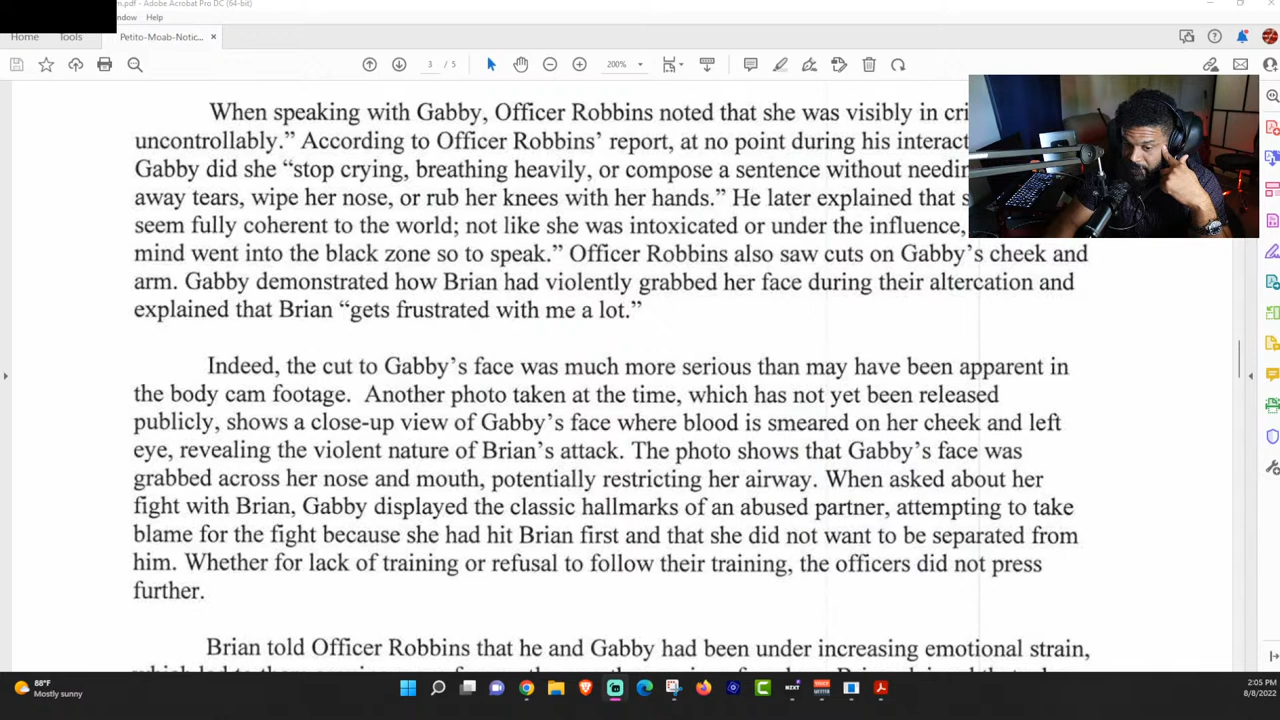 n.pdf - Adobe Acrobat Pro DC (64-bit)
ndow Help
Home Tools Petito-Moab-Notic... ×
3 / 5 200%
When speaking with Gabby, Officer Robbins noted that she was visibly in cri
uncontrollably.” According to Officer Robbins’ report, at no point during his interact
Gabby did she “stop crying, breathing heavily, or compose a sentence without needin
away tears, wipe her nose, or rub her knees with her hands.” He later explained that s
seem fully coherent to the world; not like she was intoxicated or under the influence,
mind went into the black zone so to speak.” Officer Robbins also saw cuts on Gabby’s cheek and
arm. Gabby demonstrated how Brian had violently grabbed her face during their altercation and
explained that Brian “gets frustrated with me a lot.”
Indeed, the cut to Gabby’s face was much more serious than may have been apparent in
the body cam footage. Another photo taken at the time, which has not yet been released
publicly, shows a close-up view of Gabby’s face where blood is smeared on her cheek and left
eye, revealing the violent nature of Brian’s attack. The photo shows that Gabby’s face was
grabbed across her nose and mouth, potentially restricting her airway. When asked about her
fight with Brian, Gabby displayed the classic hallmarks of an abused partner, attempting to take
blame for the fight because she had hit Brian first and that she did not want to be separated from
him. Whether for lack of training or refusal to follow their training, the officers did not press
further.
Brian told Officer Robbins that he and Gabby had been under increasing emotional strain,
88°F
Mostly sunny
2:05 PM
8/8/2022